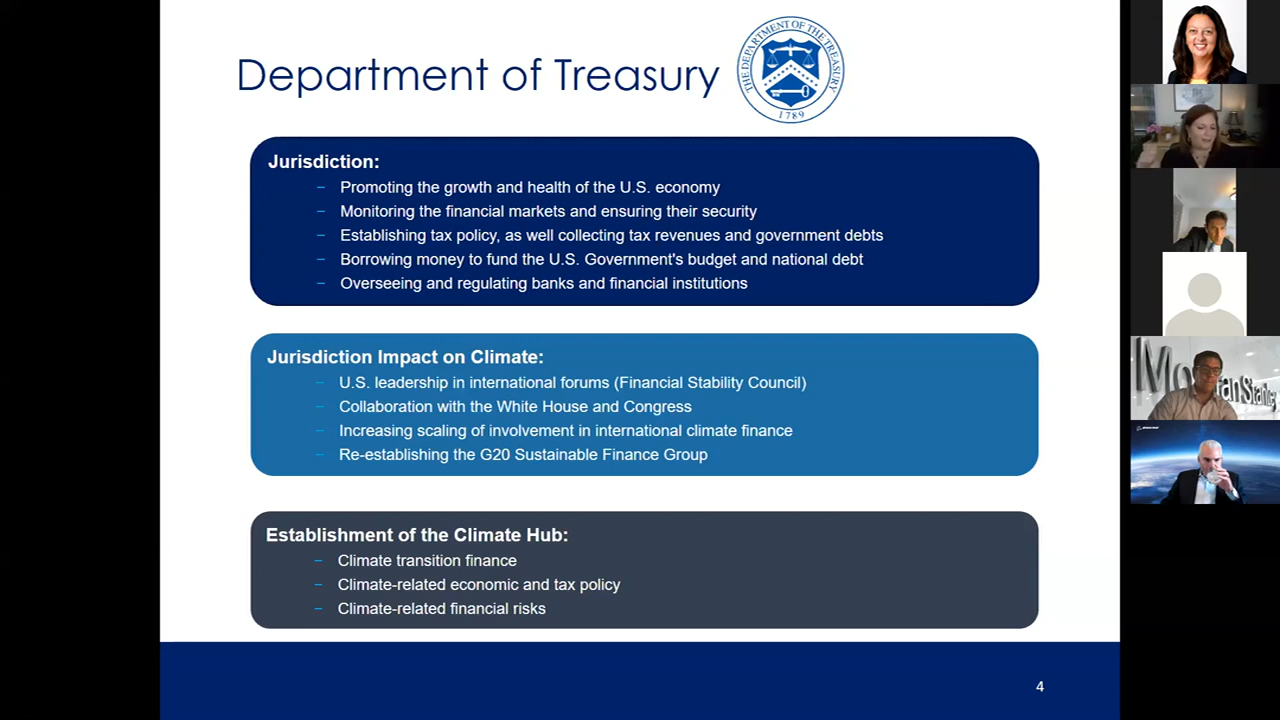 Department of Treasury
THE DEPARTMENT OF THE TREASURY
1789
Jurisdiction:
– Promoting the growth and health of the U.S. economy
– Monitoring the financial markets and ensuring their security
– Establishing tax policy, as well collecting tax revenues and government debts
– Borrowing money to fund the U.S. Government's budget and national debt
– Overseeing and regulating banks and financial institutions
Jurisdiction Impact on Climate:
– U.S. leadership in international forums (Financial Stability Council)
– Collaboration with the White House and Congress
– Increasing scaling of involvement in international climate finance
– Re-establishing the G20 Sustainable Finance Group
Establishment of the Climate Hub:
– Climate transition finance
– Climate-related economic and tax policy
– Climate-related financial risks
4